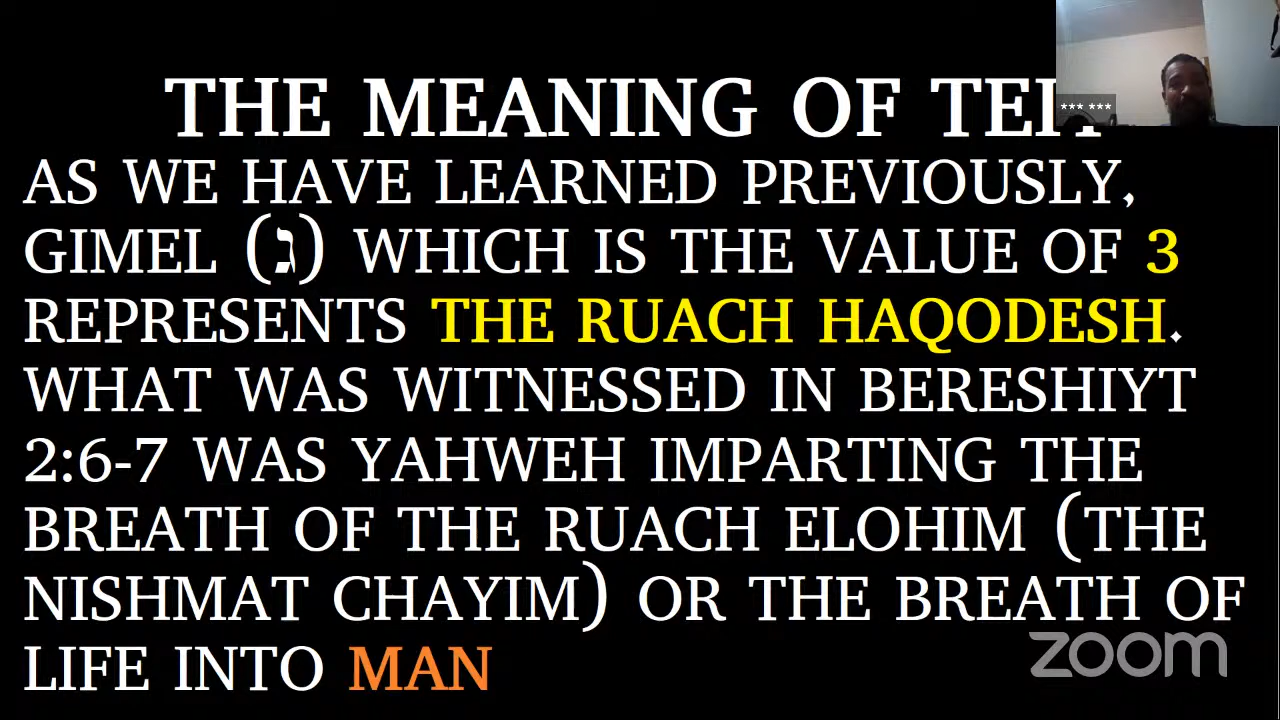 THE MEANING OF
*** ***
AS WE HAVE LEARNED PREVIOUSLY,
GIMEL (ג) WHICH IS THE VALUE OF 3
REPRESENTS THE RUACH HAQODESH.
WHAT WAS WITNESSED IN BERESHIYT
2:6-7 WAS YAHWEH IMPARTING THE
BREATH OF THE RUACH ELOHIM (THE
NISHMAT CHAYIM) OR THE BREATH OF
LIFE INTO MAN
zoom